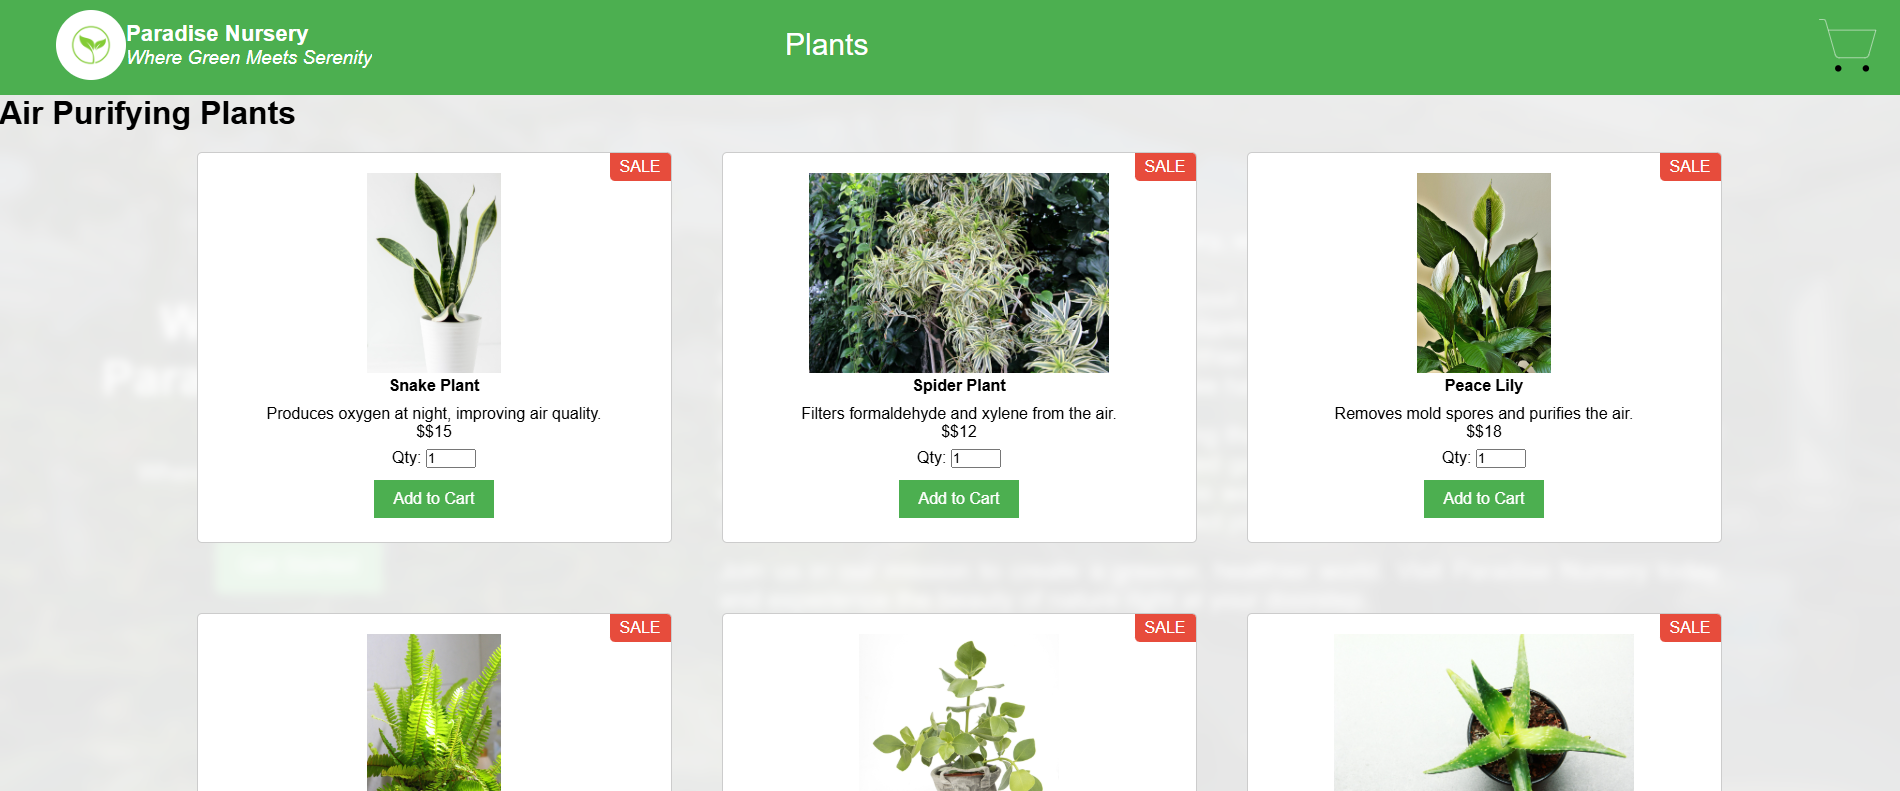 Paradise Nursery
Where Green Meets Serenity
Plants
Air Purifying Plants
SALE
Snake Plant
Produces oxygen at night, improving air quality.
$$15
Qty: 1
Add to Cart
SALE
Spider Plant
Filters formaldehyde and xylene from the air.
$$12
Qty: 1
Add to Cart
SALE
Peace Lily
Removes mold spores and purifies the air.
$$18
Qty: 1
Add to Cart
SALE
SALE
SALE